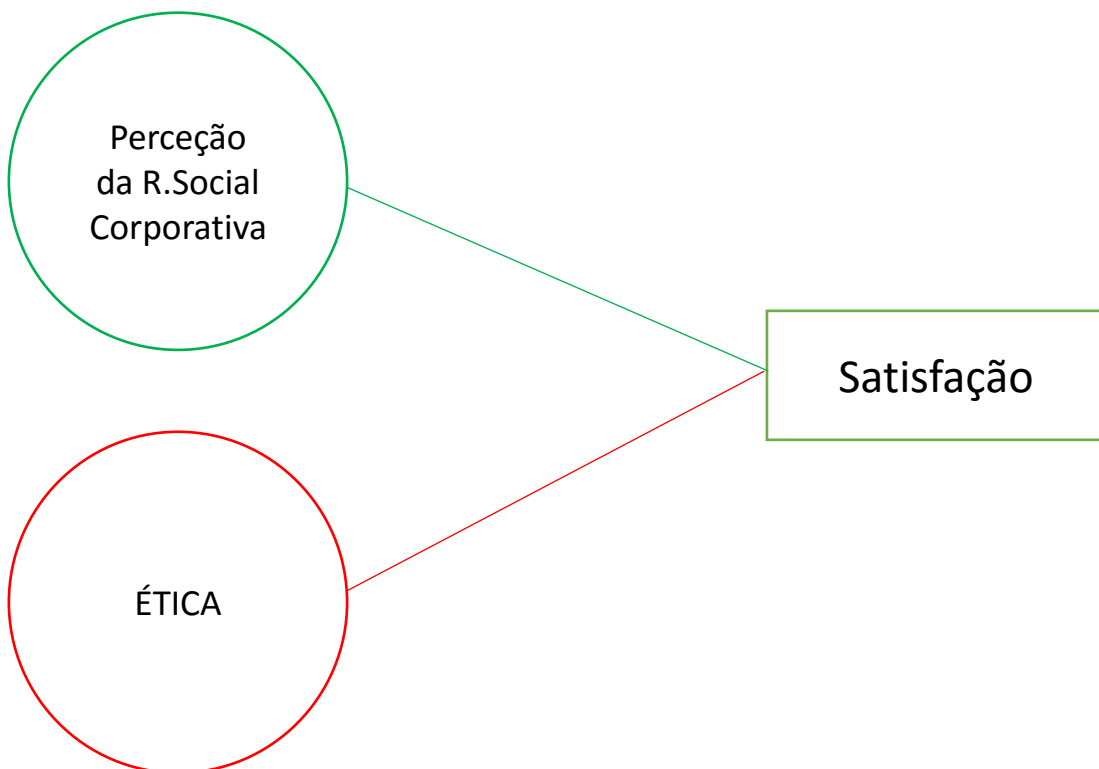 Perceção
da R.Social
Corporativa
Satisfação
ÉTICA